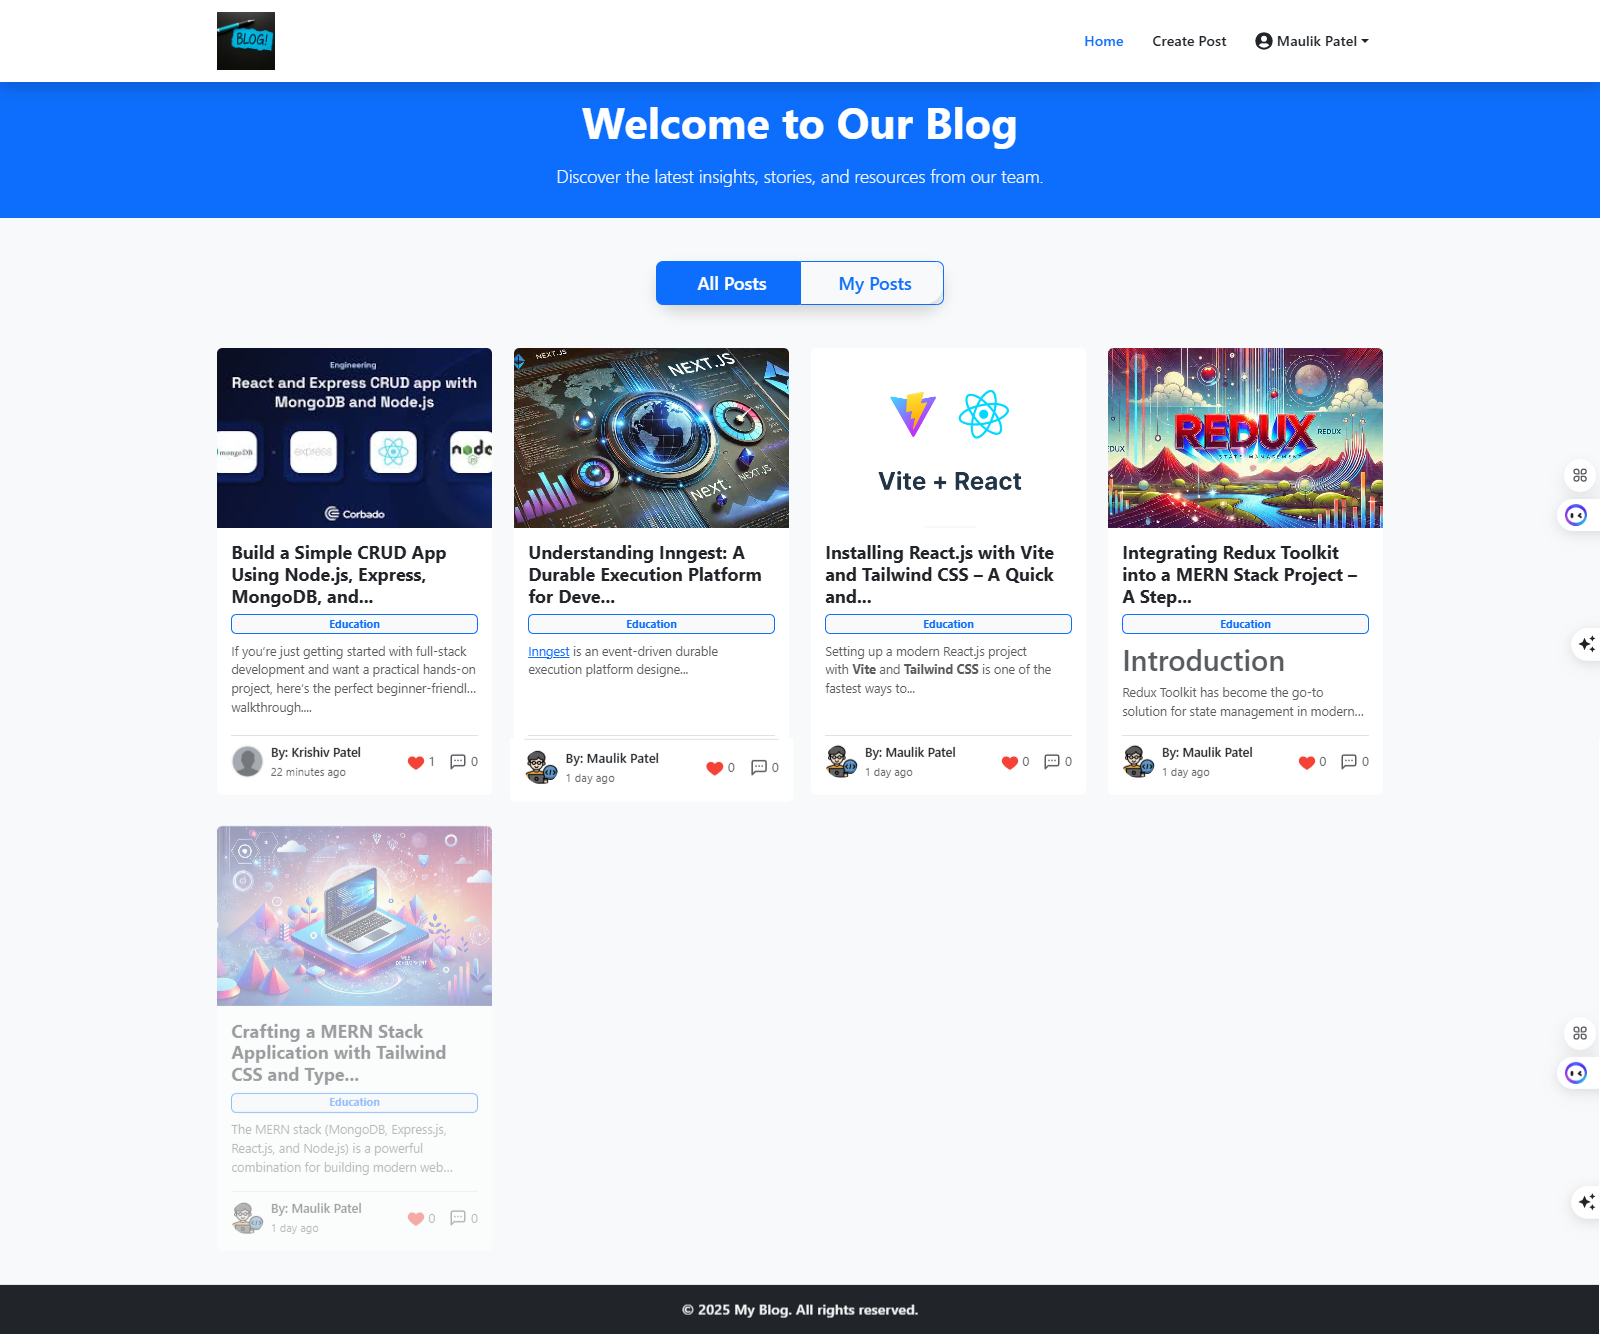 BLOG!
Home
Create Post
Maulik Patel
Welcome to Our Blog
Discover the latest insights, stories, and resources from our team.
All Posts
My Posts
Engineering
React and Express CRUD app with
MongoDB and Node.js
mongoDB
express
node
Corbado
NEXT.JS
NEXT.JS
NEXT.
NEXT.JS
Vite + React
REDUX
STATE MANAGEMENT
REDUX
EDUX
Build a Simple CRUD App
Using Node.js, Express,
MongoDB, and...
Education
If you’re just getting started with full-stack
development and want a practical hands-on
project, here’s the perfect beginner-friendl...
walkthrough....
By: Krishiv Patel
22 minutes ago
1
0
Understanding Inngest: A
Durable Execution Platform
for Deve...
Education
Inngest is an event-driven durable
execution platform designe...
By: Maulik Patel
1 day ago
0
0
Installing React.js with Vite
and Tailwind CSS – A Quick
and...
Education
Setting up a modern React.js project
with Vite and Tailwind CSS is one of the
fastest ways to...
By: Maulik Patel
1 day ago
0
0
Integrating Redux Toolkit
into a MERN Stack Project –
A Step...
Education
Introduction
Redux Toolkit has become the go-to
solution for state management in modern...
By: Maulik Patel
1 day ago
0
0
Crafting a MERN Stack
Application with Tailwind
CSS and Type...
Education
The MERN stack (MongoDB, Express.js,
React.js, and Node.js) is a powerful
combination for building modern web...
By: Maulik Patel
1 day ago
0
0
© 2025 My Blog. All rights reserved.